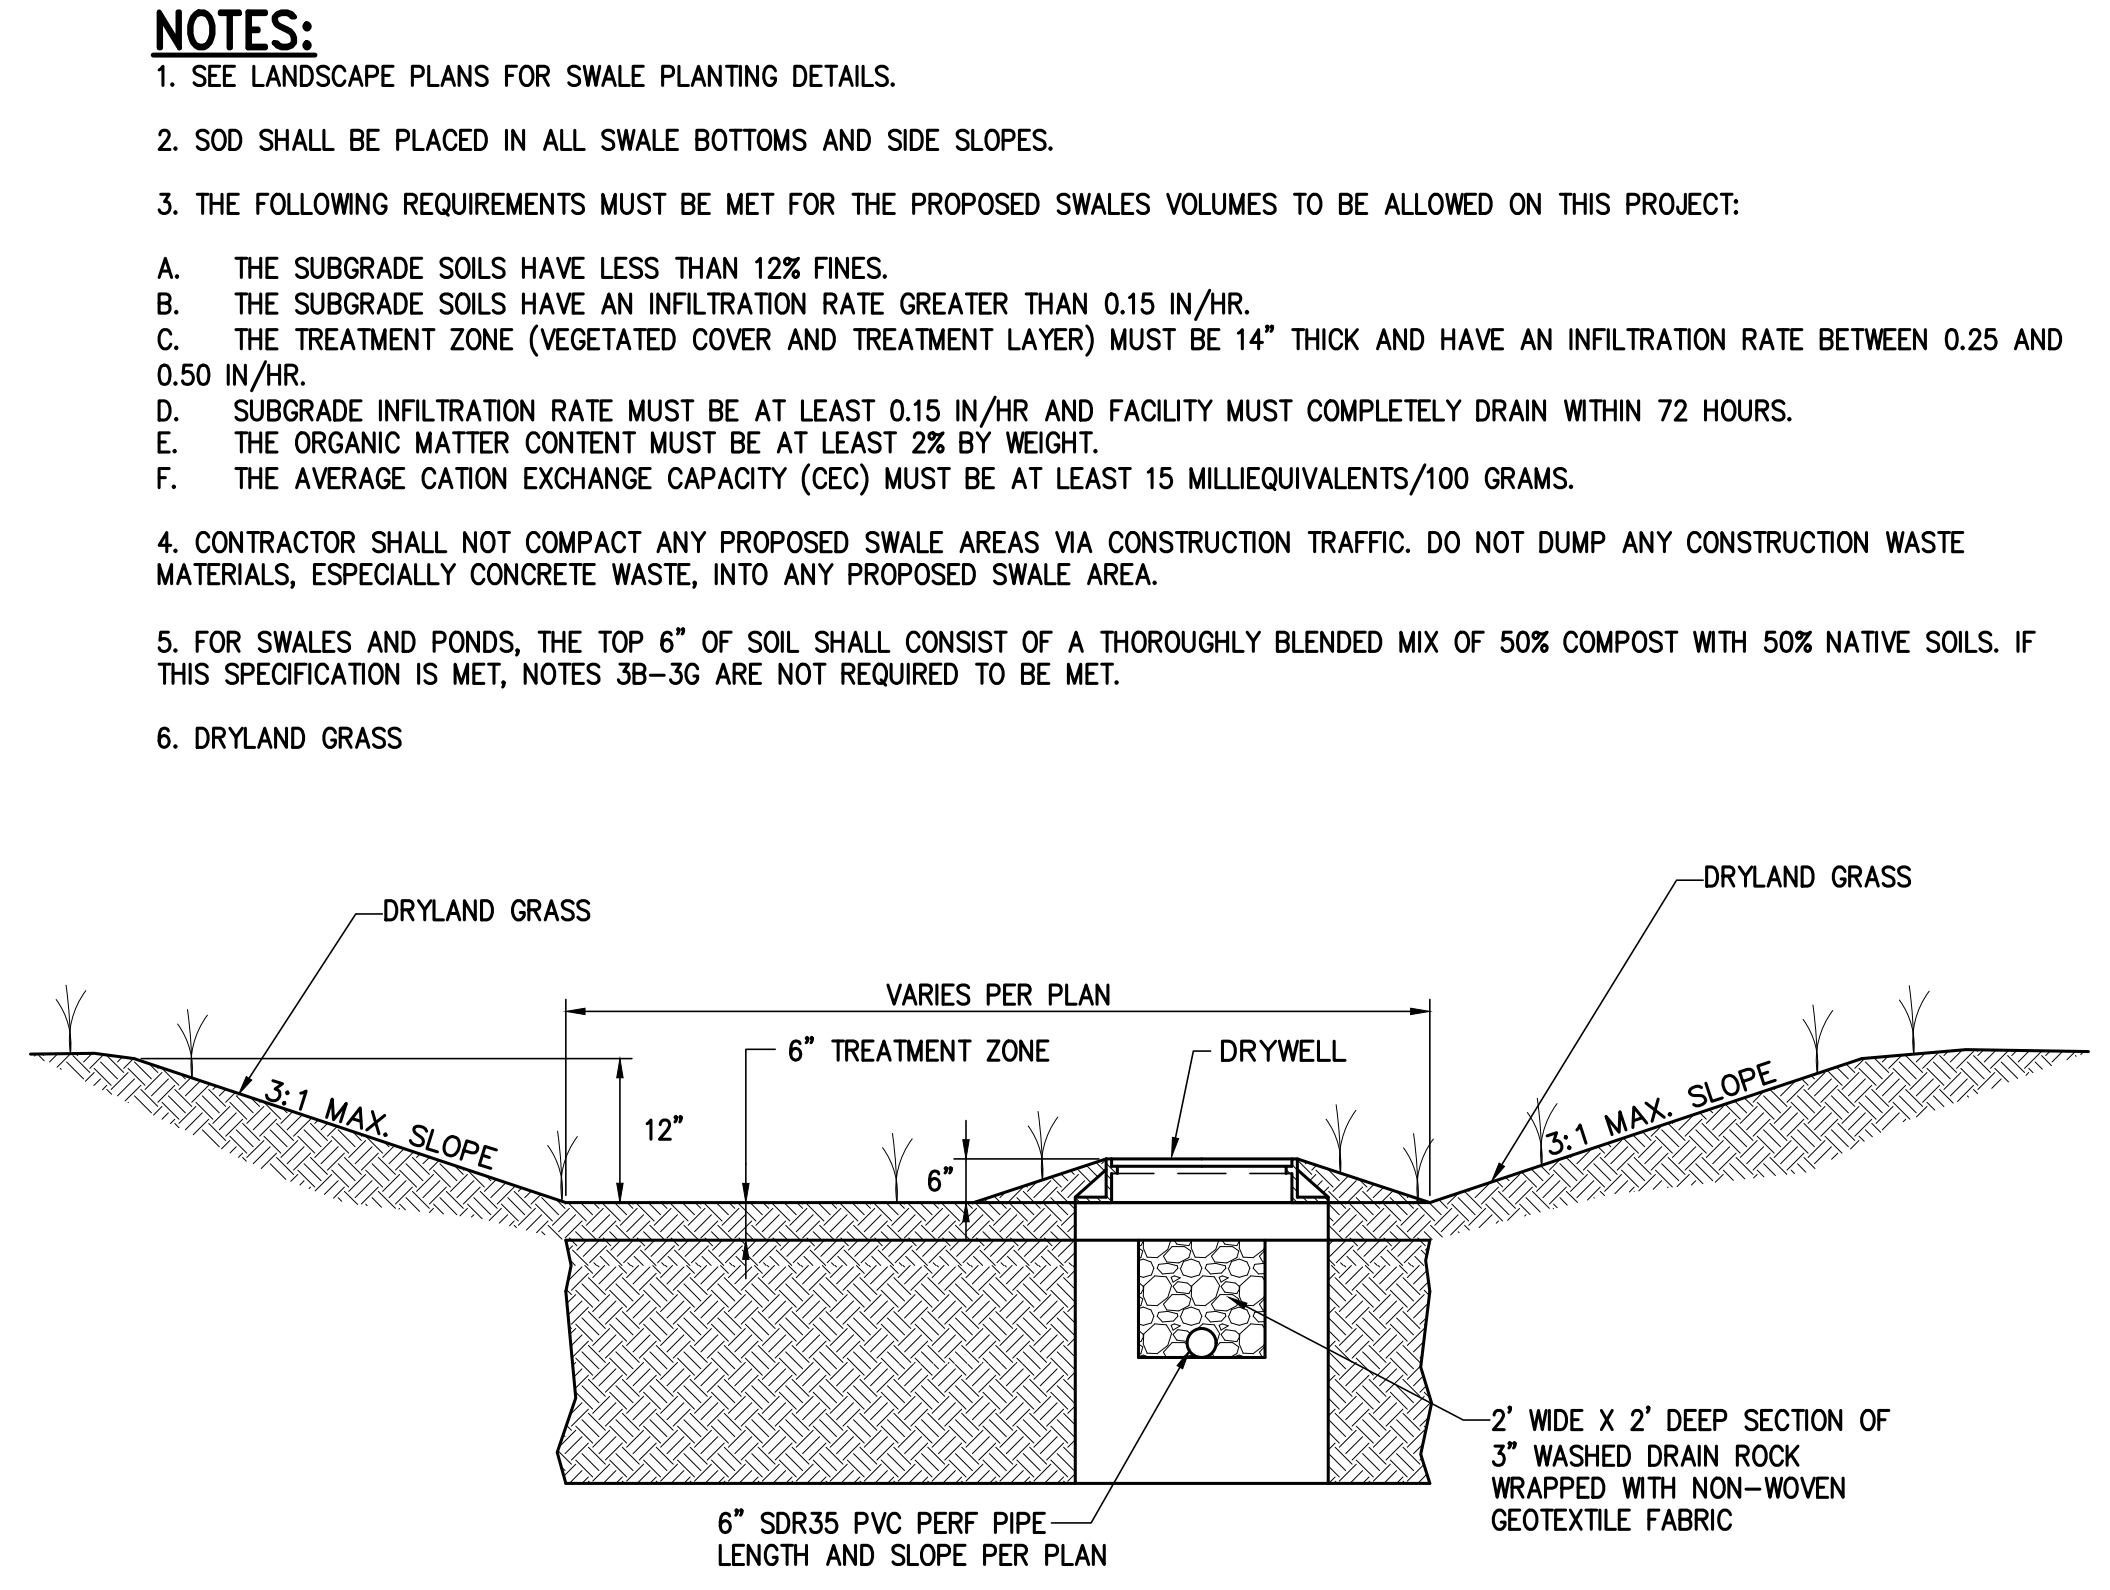 NOTES:
1. SEE LANDSCAPE PLANS FOR SWALE PLANTING DETAILS.
2. SOD SHALL BE PLACED IN ALL SWALE BOTTOMS AND SIDE SLOPES.
3. THE FOLLOWING REQUIREMENTS MUST BE MET FOR THE PROPOSED SWALES VOLUMES TO BE ALLOWED ON THIS PROJECT:
A. THE SUBGRADE SOILS HAVE LESS THAN 12% FINES.
B. THE SUBGRADE SOILS HAVE AN INFILTRATION RATE GREATER THAN 0.15 IN/HR.
C. THE TREATMENT ZONE (VEGETATED COVER AND TREATMENT LAYER) MUST BE 14" THICK AND HAVE AN INFILTRATION RATE BETWEEN 0.25 AND
0.50 IN/HR.
D. SUBGRADE INFILTRATION RATE MUST BE AT LEAST 0.15 IN/HR AND FACILITY MUST COMPLETELY DRAIN WITHIN 72 HOURS.
E. THE ORGANIC MATTER CONTENT MUST BE AT LEAST 2% BY WEIGHT.
F. THE AVERAGE CATION EXCHANGE CAPACITY (CEC) MUST BE AT LEAST 15 MILLIEQUIVALENTS/100 GRAMS.
4. CONTRACTOR SHALL NOT COMPACT ANY PROPOSED SWALE AREAS VIA CONSTRUCTION TRAFFIC. DO NOT DUMP ANY CONSTRUCTION WASTE
MATERIALS, ESPECIALLY CONCRETE WASTE, INTO ANY PROPOSED SWALE AREA.
5. FOR SWALES AND PONDS, THE TOP 6" OF SOIL SHALL CONSIST OF A THOROUGHLY BLENDED MIX OF 50% COMPOST WITH 50% NATIVE SOILS. IF
THIS SPECIFICATION IS MET, NOTES 3B-3G ARE NOT REQUIRED TO BE MET.
6. DRYLAND GRASS
DRYLAND GRASS
DRYLAND GRASS
VARIES PER PLAN
6" TREATMENT ZONE
DRYWELL
3:1 MAX. SLOPE
12"
6"
3:1 MAX. SLOPE
2' WIDE X 2' DEEP SECTION OF
3" WASHED DRAIN ROCK
WRAPPED WITH NON-WOVEN
GEOTEXTILE FABRIC
6" SDR35 PVC PERF PIPE
LENGTH AND SLOPE PER PLAN